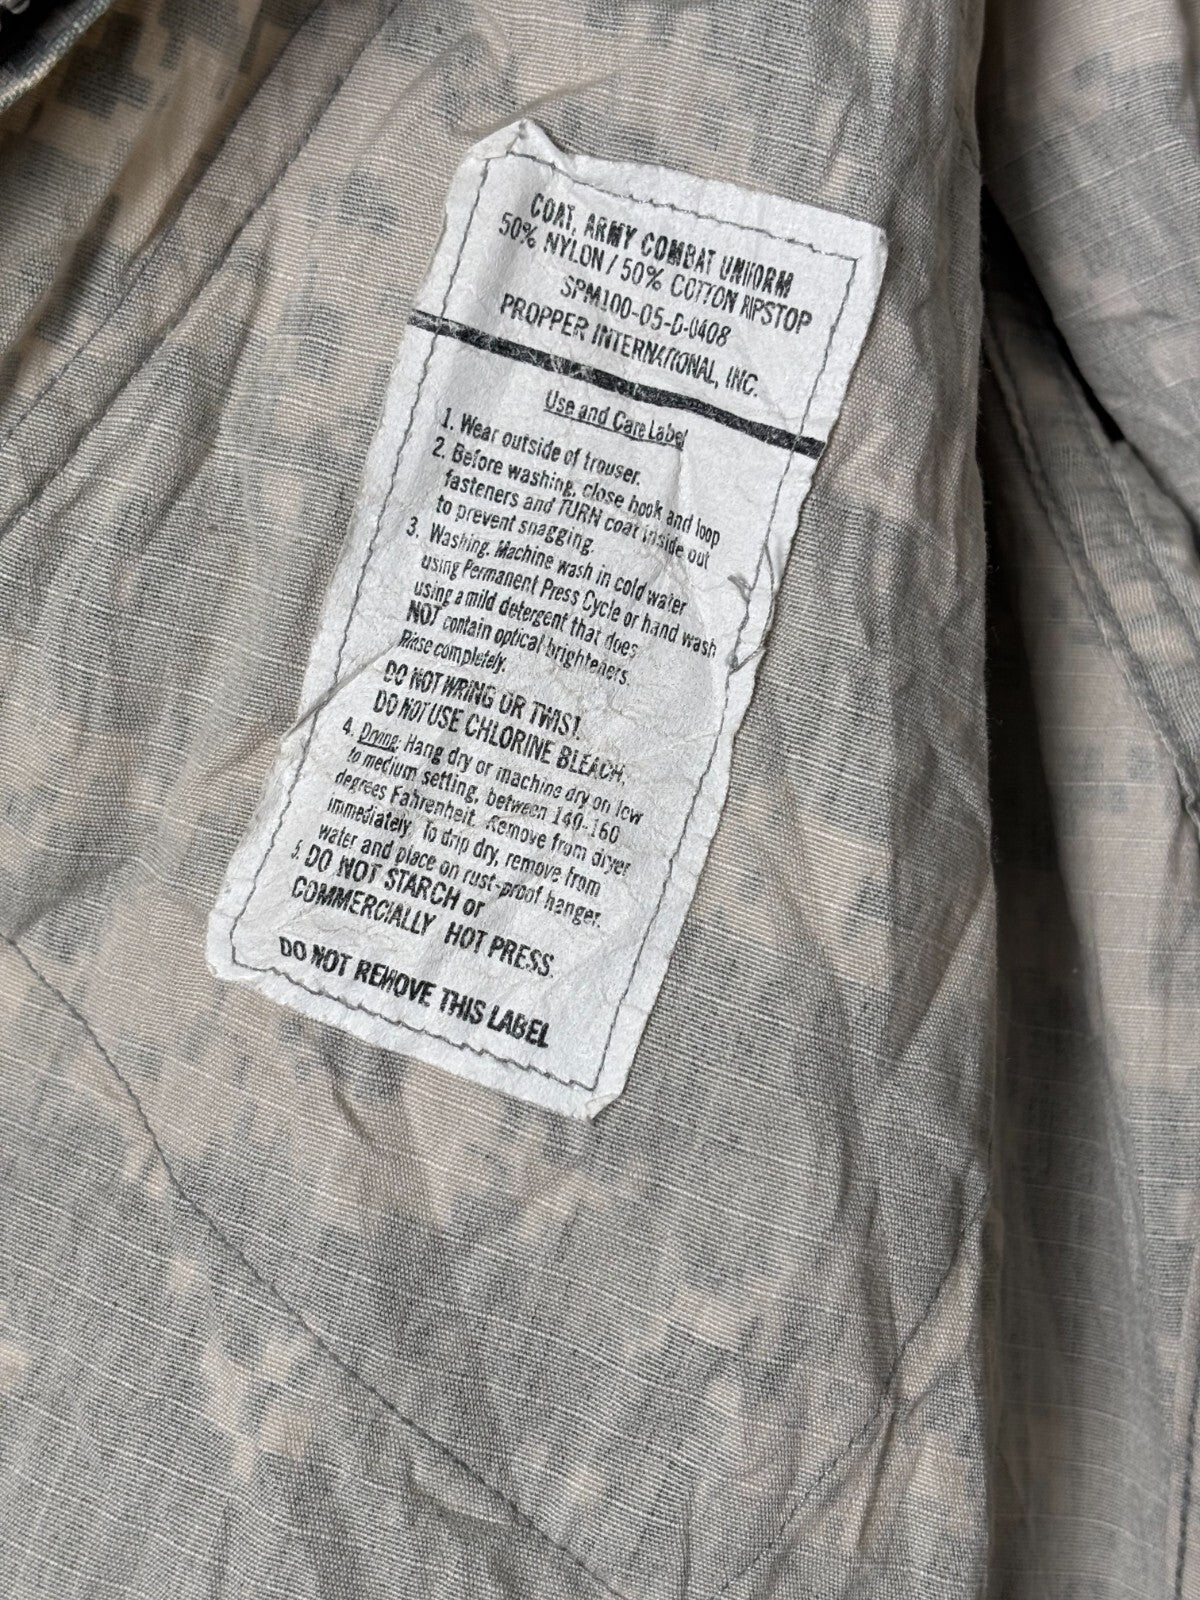 COAT, ARMY COMBAT UNIFORM
50% NYLON / 50% COTTON RIPSTOP
SPM100-05-D-0408
PROPPER INTERNATIONAL, INC.
Use and Care Label
1. Wear outside of trouser.
2. Before washing, close hook and loop
fasteners and TURN coat inside out
to prevent snagging.
3. Washing. Machine wash in cold water
using Permanent Press Cycle or hand wash
using a mild detergent that does
NOT contain optical brighteners.
Rinse completely.
DO NOT WRING OR TWIST.
DO NOT USE CHLORINE BLEACH.
4. Drying: Hang dry or machine dry on low
to medium setting, between 140-160
degrees Fahrenheit. Remove from dryer
immediately. To drip dry, remove from
water and place on rust-proof hanger.
5. DO NOT STARCH or
COMMERCIALLY HOT PRESS.
DO NOT REMOVE THIS LABEL